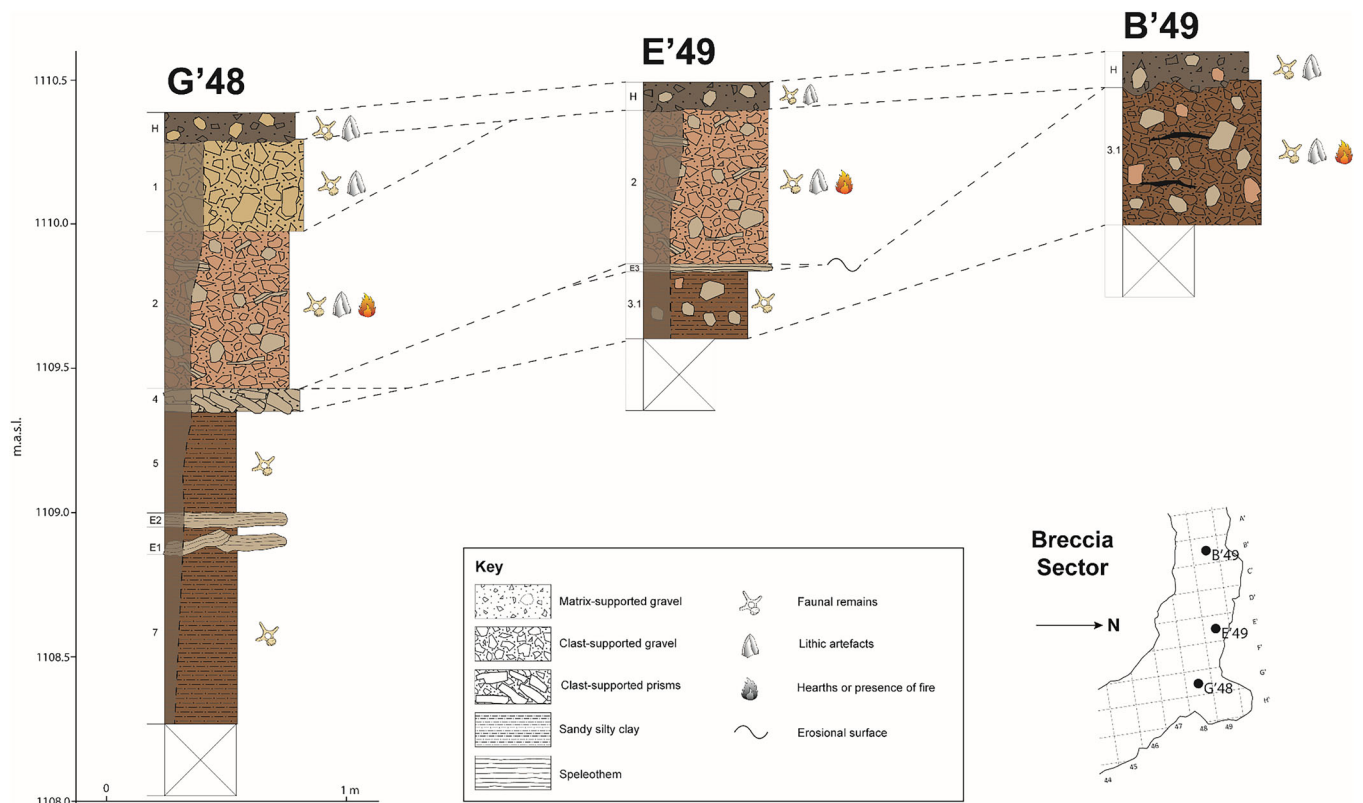 G’48
E’49
B’49
1110.5
1110.0
1109.5
1109.0
1108.5
1108.0
m.a.s.l.
H
1
2
4
5
E2
E1
7
H
2
E3
3.1
H
3.1
0
1 m
Key
Matrix-supported gravel
Clast-supported gravel
Clast-supported prisms
Sandy silty clay
Speleothem
Faunal remains
Lithic artefacts
Hearths or presence of fire
Erosional surface
Breccia
Sector
N
B’49
E’49
G’48
A’
B’
C’
D’
E’
F’
G’
H’
44
45
46
47
48
49